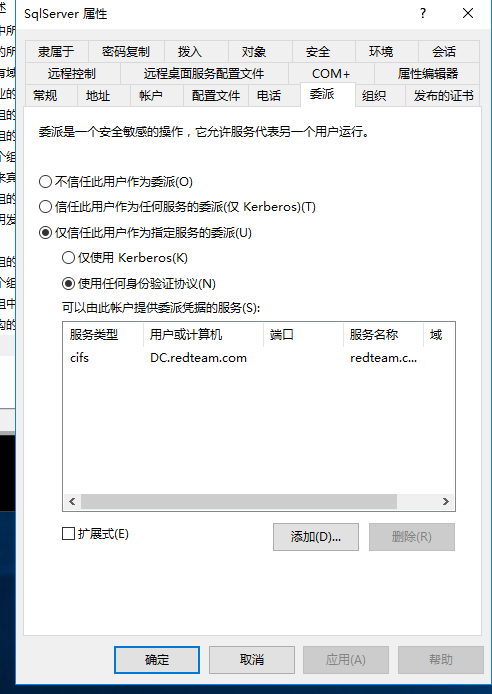 SqlServer 属性
隶属于 密码复制 拨入 对象 安全 环境 会话
远程控制 远程桌面服务配置文件 COM+ 属性编辑器
常规 地址 帐户 配置文件 电话 委派 组织 发布的证书
委派是一个安全敏感的操作，它允许服务代表另一个用户运行。
不信任此用户作为委派(O)
信任此用户作为任何服务的委派(仅 Kerberos)(T)
仅信任此用户作为指定服务的委派(U)
仅使用 Kerberos(K)
使用任何身份验证协议(N)
可以由此帐户提供委派凭据的服务(S):
服务类型 用户或计算机 端口 服务名称 域
cifs DC.redteam.com redteam.c...
扩展式(E)
添加(D)... 删除(R)
确定 取消 应用(A) 帮助